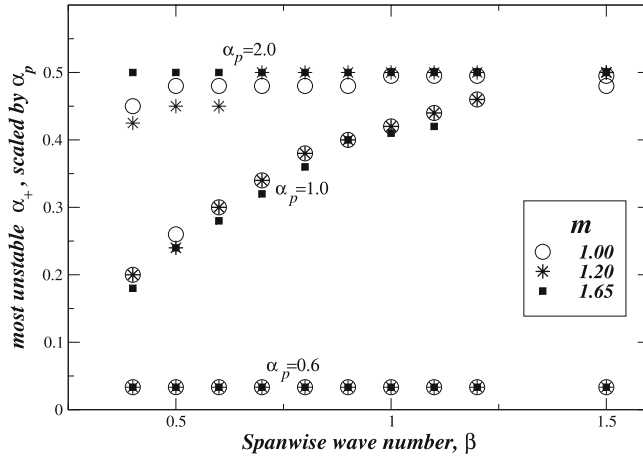 most unstable α₊, scaled by αₚ
0.5
0.4
0.3
0.2
0.1
0
αₚ=2.0
αₚ=1.0
αₚ=0.6
m
1.00
1.20
1.65
0.5
1
1.5
Spanwise wave number, β